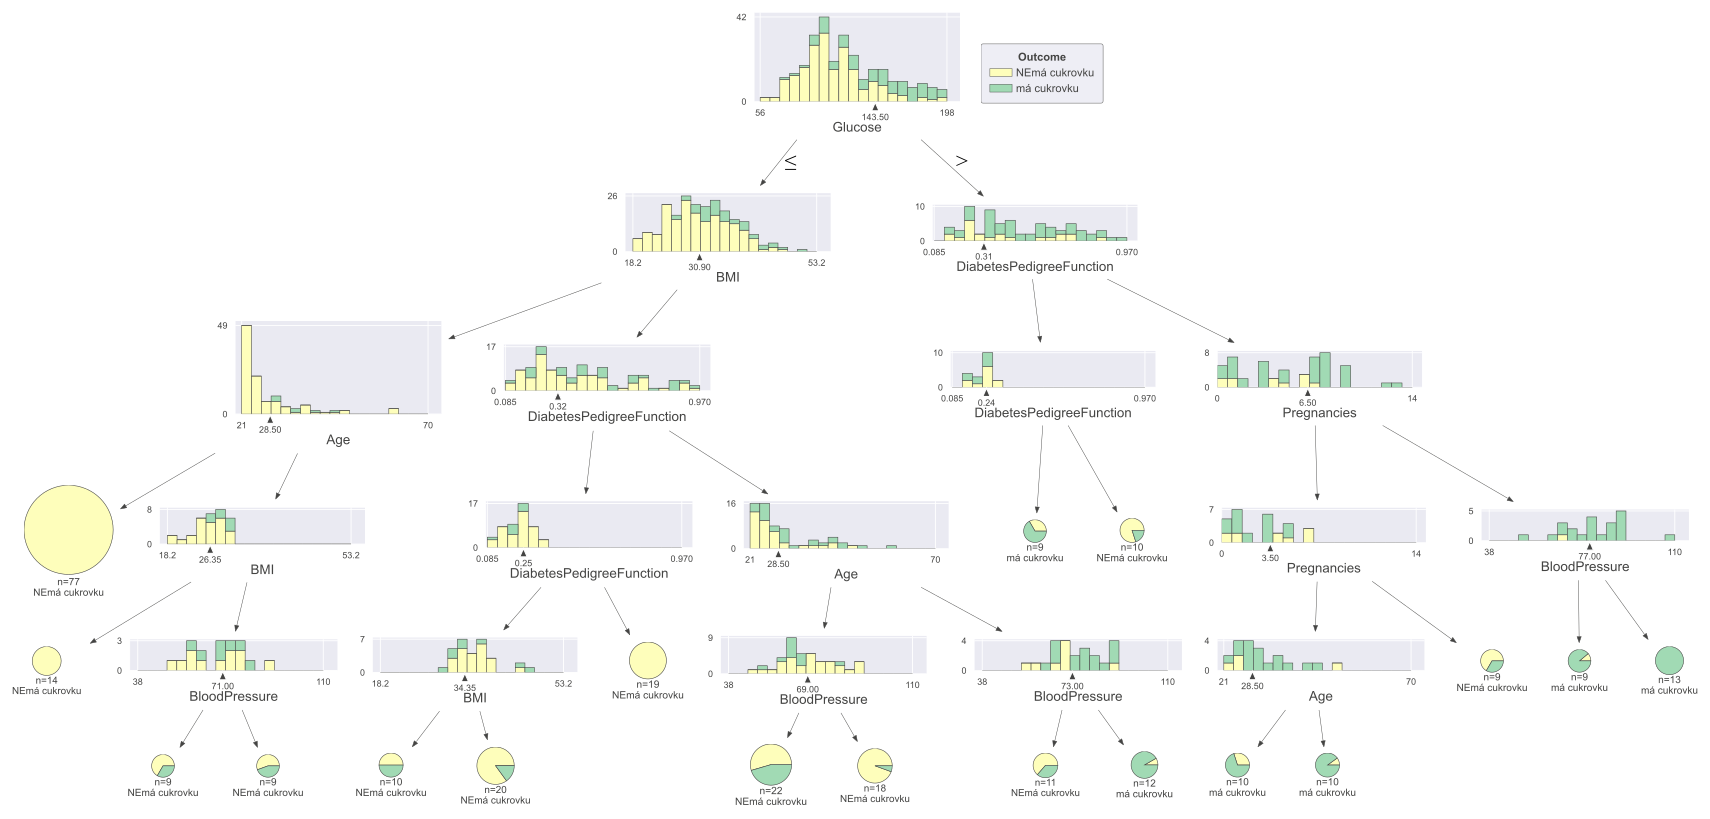 42
0
56
143.50
198
Glucose
Outcome
NEmá cukrovku
má cukrovku
≤
>
26
0
18.2
30.90
53.2
BMI
10
0
0.085
0.31
0.970
DiabetesPedigreeFunction
49
0
21
28.50
70
Age
17
0
0.085
0.32
0.970
DiabetesPedigreeFunction
10
0
0.085
0.24
0.970
DiabetesPedigreeFunction
8
0
0
6.50
14
Pregnancies
n=77
NEmá cukrovku
8
0
18.2
26.35
53.2
BMI
17
0
0.085
0.25
0.970
DiabetesPedigreeFunction
16
0
21
28.50
70
Age
n=9
má cukrovku
n=10
NEmá cukrovku
7
0
0
3.50
14
Pregnancies
5
0
38
77.00
110
BloodPressure
n=14
NEmá cukrovku
3
0
38
71.00
110
BloodPressure
7
0
18.2
34.35
53.2
BMI
n=19
NEmá cukrovku
9
0
38
69.00
110
BloodPressure
4
0
38
73.00
110
BloodPressure
4
0
21
28.50
70
Age
n=9
NEmá cukrovku
n=9
má cukrovku
n=13
má cukrovku
n=9
NEmá cukrovku
n=9
NEmá cukrovku
n=10
NEmá cukrovku
n=20
NEmá cukrovku
n=22
NEmá cukrovku
n=18
NEmá cukrovku
n=11
NEmá cukrovku
n=12
má cukrovku
n=10
má cukrovku
n=10
má cukrovku